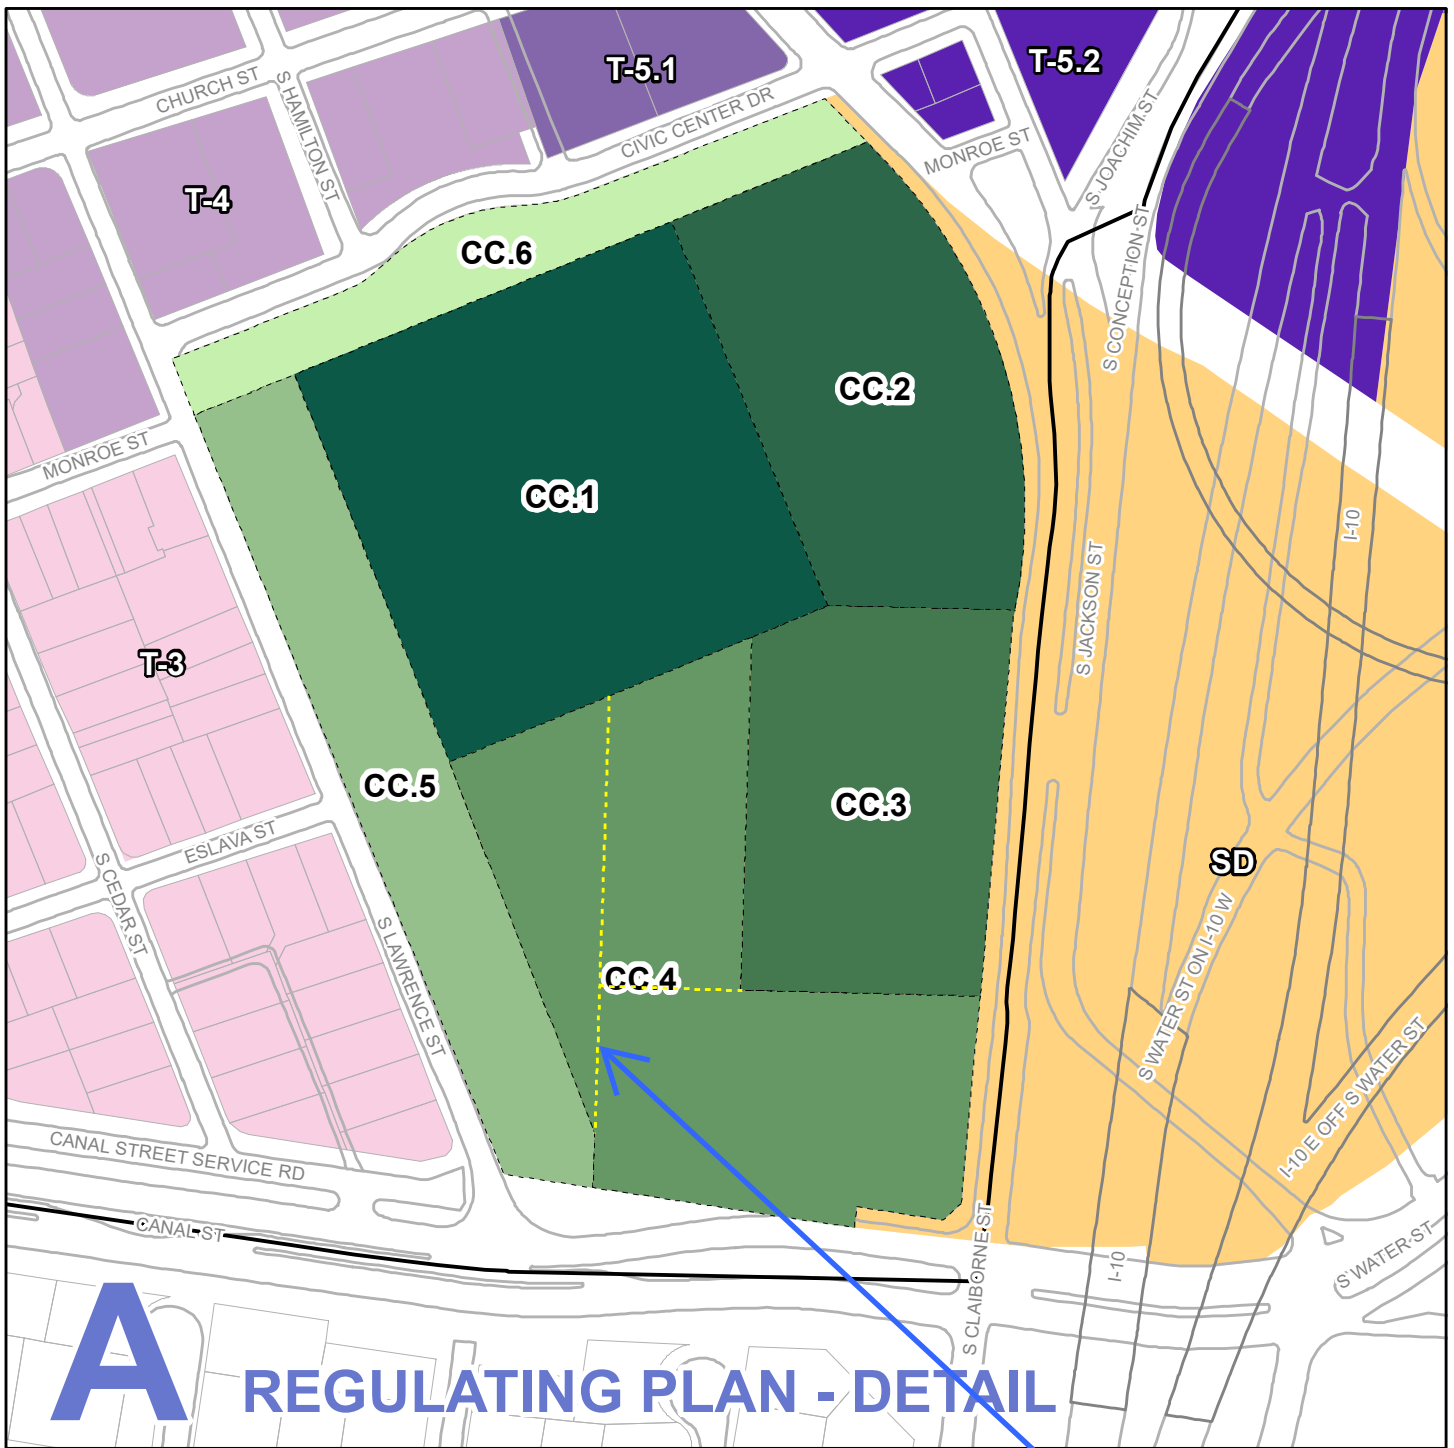 T-5.1
T-5.2
CHURCH ST
S HAMILTON ST
CIVIC CENTER DR
MONROE ST
S JOACHIM ST
T-4
S CONCEPTION ST
CC.6
CC.2
MONROE ST
CC.1
I-10
S JACKSON ST
T-3
CC.5
CC.3
ESLAVA ST
SD
S CEDAR ST
S LAWRENCE ST
CC.4
S WATER ST ON I-10 W
I-10 E OFF S WATER ST
CANAL STREET SERVICE RD
CANAL ST
S CLAIBORNE ST
I-10
S WATER ST
A
REGULATING PLAN - DETAIL